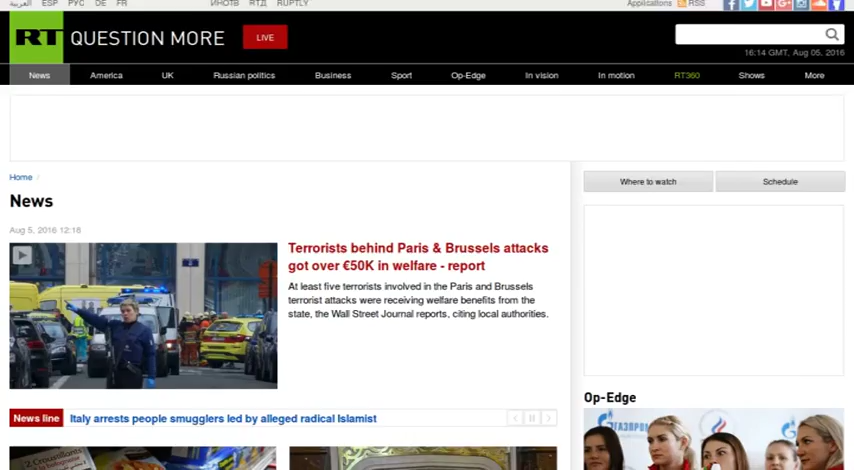 العربية ESP РУС DE FR ИНОТВ RTД RUPTLY Applications RSS
RT QUESTION MORE LIVE
16:14 GMT, Aug 05, 2016
News America UK Russian politics Business Sport Op-Edge In vision In motion RT360 Shows More
Home /
Where to watch Schedule
News
Aug 5, 2016 12:16
Terrorists behind Paris & Brussels attacks
got over €50K in welfare - report
At least five terrorists involved in the Paris and Brussels
terrorist attacks were receiving welfare benefits from the
state, the Wall Street Journal reports, citing local authorities.
Op-Edge
News line Italy arrests people smugglers led by alleged radical Islamist
ГАЗПРОМ
2 Croustillants